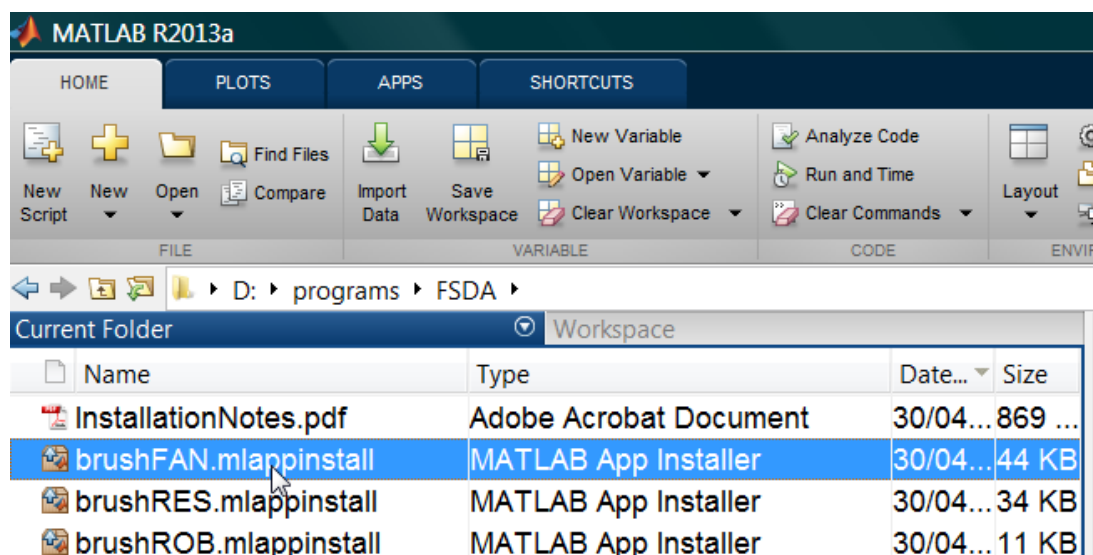 MATLAB R2013a
HOME PLOTS APPS SHORTCUTS
New Script
New
Open
Find Files
Compare
Import Data
Save Workspace
New Variable
Open Variable
Clear Workspace
Analyze Code
Run and Time
Clear Commands
Layout
FILE VARIABLE CODE ENVIR
D: programs FSDA
Current Folder Workspace
Name Type Date... Size
InstallationNotes.pdf Adobe Acrobat Document 30/04... 869 ...
brushFAN.mlappinstall MATLAB App Installer 30/04... 44 KB
brushRES.mlappinstall MATLAB App Installer 30/04... 34 KB
brushROB.mlappinstall MATLAB App Installer 30/04... 11 KB